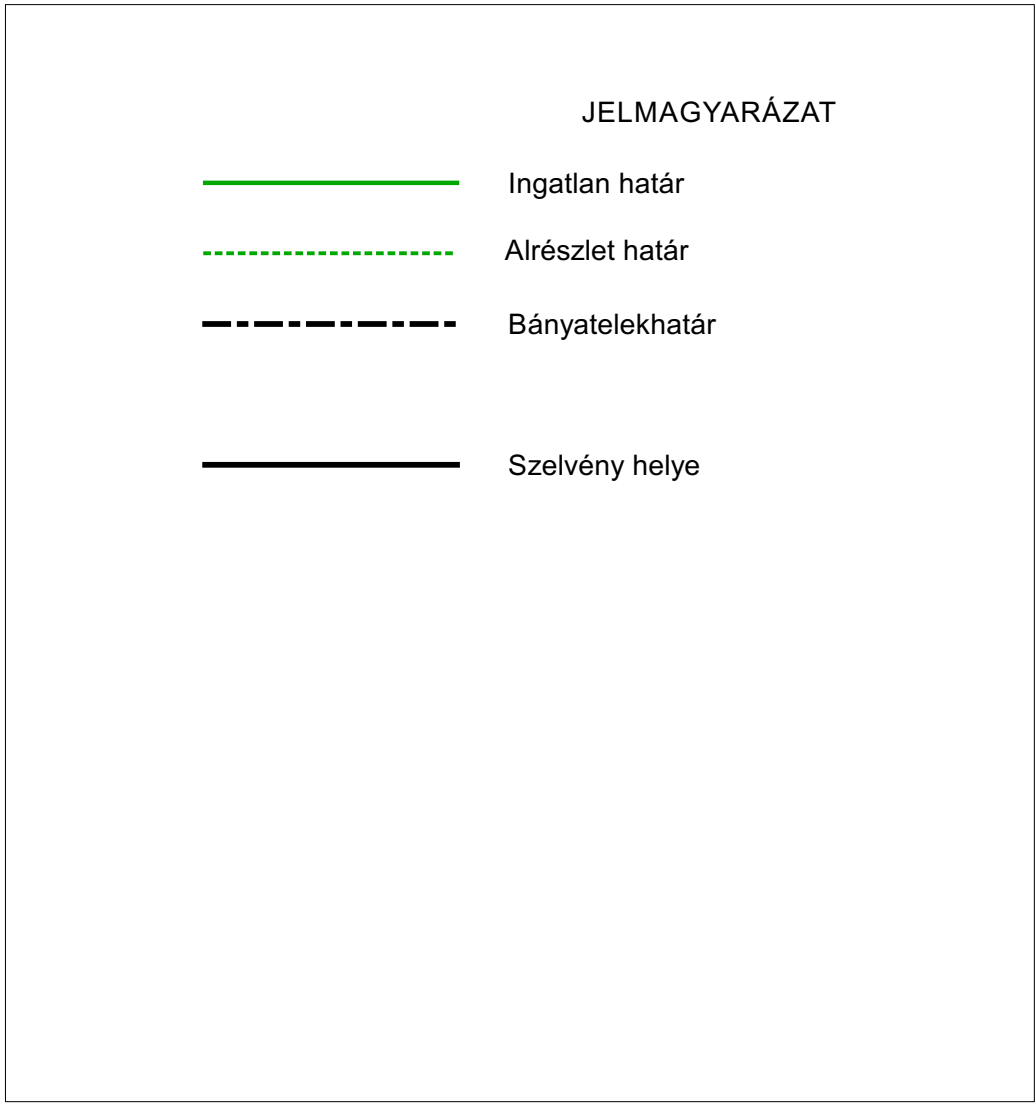 JELMAGYARÁZAT
Ingatlan határ
Alrészlet határ
Bányatelekhatár
Szelvény helye